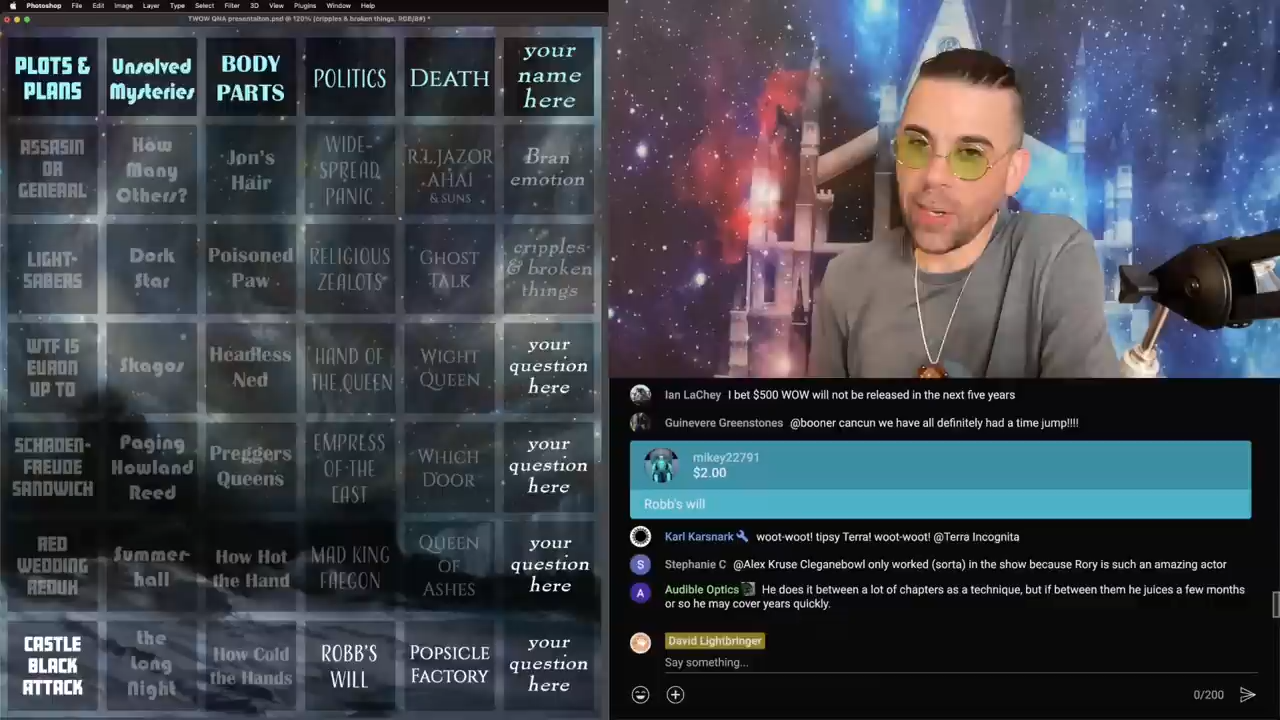 Photoshop File Edit Image Layer Type Select Filter 3D View Plugins Window Help
TWOW QNA presentaiton.psd @ 120% (cripples & broken things, RGB/8#) *
PLOTS &
PLANS
Unsolved
Mysteries
BODY
PARTS
POLITICS
DEATH
your
name
here
ASSASIN
OR
GENERAL
How
Many
Others?
Jon's
Hair
WIDE-
SPREAD
PANIC
R.L.JAZOR
AHAI
& SUNS
Bran
emotion
LIGHT-
SABERS
Dork
Star
Poisoned
Paw
RELIGIOUS
ZEALOTS
GHOST
TALK
cripples
& broken
things
WTF IS
EURON
UP TO
Skagos
Headless
Ned
HAND OF
THE QUEEN
WIGHT
QUEEN
your
question
here
SCHADEN-
FREUDE
SANDWICH
Paging
Howland
Reed
Preggers
Queens
EMPRESS
OF THE
EAST
WHICH
DOOR
your
question
here
RED
WEDDING
REDUX
Summer-
hall
How Hot
the Hand
MAD KING
FAEGON
QUEEN
OF
ASHES
your
question
here
CASTLE
BLACK
ATTACK
the
Long
Night
How Cold
the Hands
ROBB'S
WILL
POPSICLE
FACTORY
your
question
here
Ian LaChey I bet $500 WOW will not be released in the next five years
Guinevere Greenstones @booner cancun we have all definitely had a time jump!!!!
mikey22791
$2.00
Robb's will
Karl Karsnark woot-woot! tipsy Terra! woot-woot! @Terra Incognita
S Stephanie C @Alex Kruse Cleganebowl only worked (sorta) in the show because Rory is such an amazing actor
A Audible Optics He does it between a lot of chapters as a technique, but if between them he juices a few months
or so he may cover years quickly.
David Lightbringer
Say something...
0/200